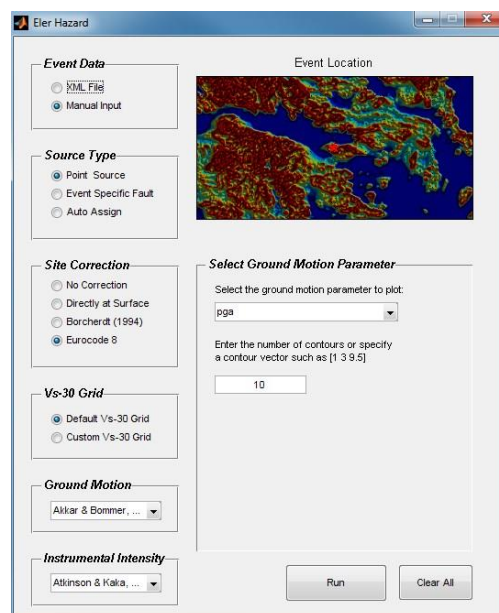 Eler Hazard
Event Data
XML File
Manual Input
Source Type
Point Source
Event Specific Fault
Auto Assign
Site Correction
No Correction
Directly at Surface
Borcherdt (1994)
Eurocode 8
Vs-30 Grid
Default Vs-30 Grid
Custom Vs-30 Grid
Ground Motion
Akkar & Bommer, ...
Instrumental Intensity
Atkinson & Kaka, ...
Event Location
Select Ground Motion Parameter
Select the ground motion parameter to plot:
pga
Enter the number of contours or specify
a contour vector such as [1 3 9.5]
10
Run
Clear All